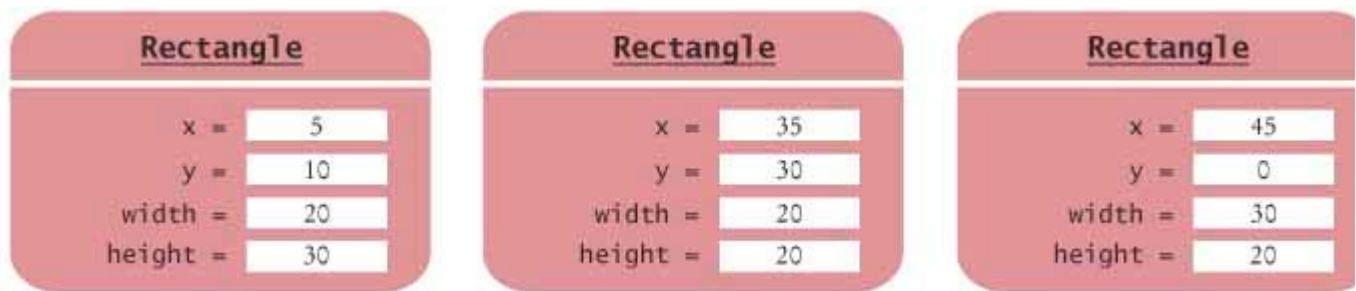 Rectangle
x = 5
y = 10
width = 20
height = 30
Rectangle
x = 35
y = 30
width = 20
height = 20
Rectangle
x = 45
y = 0
width = 30
height = 20